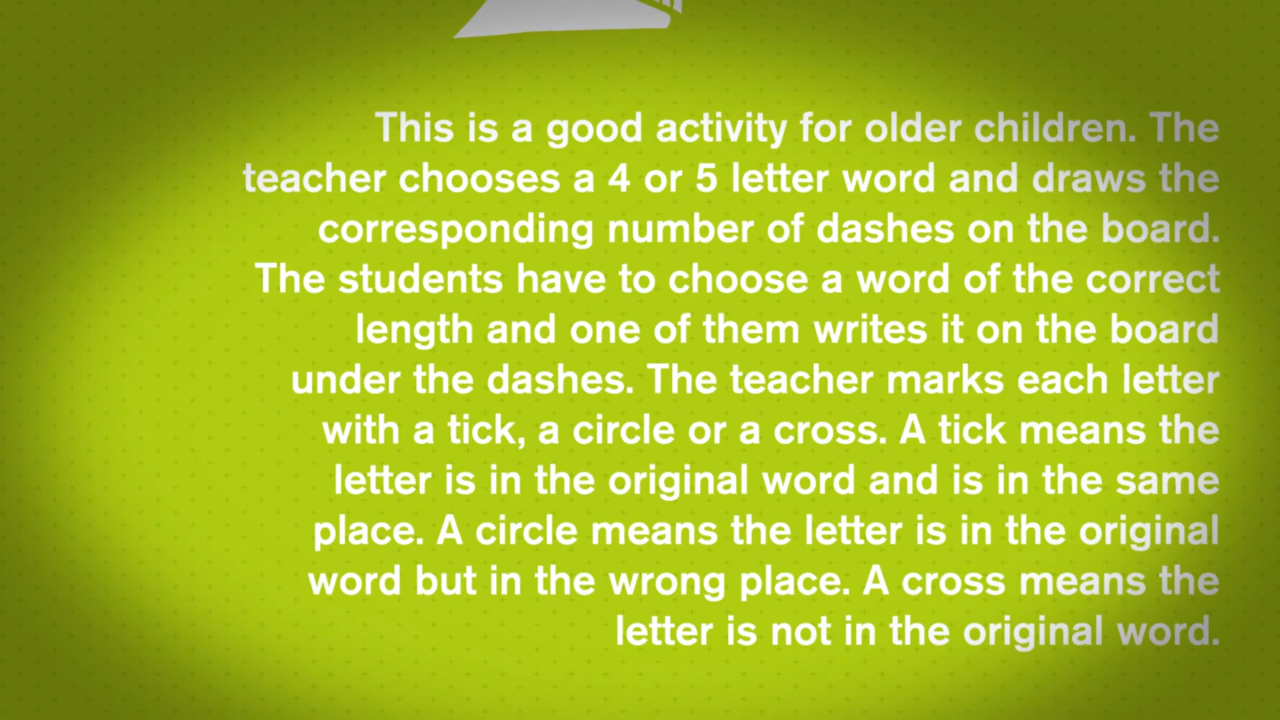 This is a good activity for older children. The
teacher chooses a 4 or 5 letter word and draws the
corresponding number of dashes on the board.
The students have to choose a word of the correct
length and one of them writes it on the board
under the dashes. The teacher marks each letter
with a tick, a circle or a cross. A tick means the
letter is in the original word and is in the same
place. A circle means the letter is in the original
word but in the wrong place. A cross means the
letter is not in the original word.